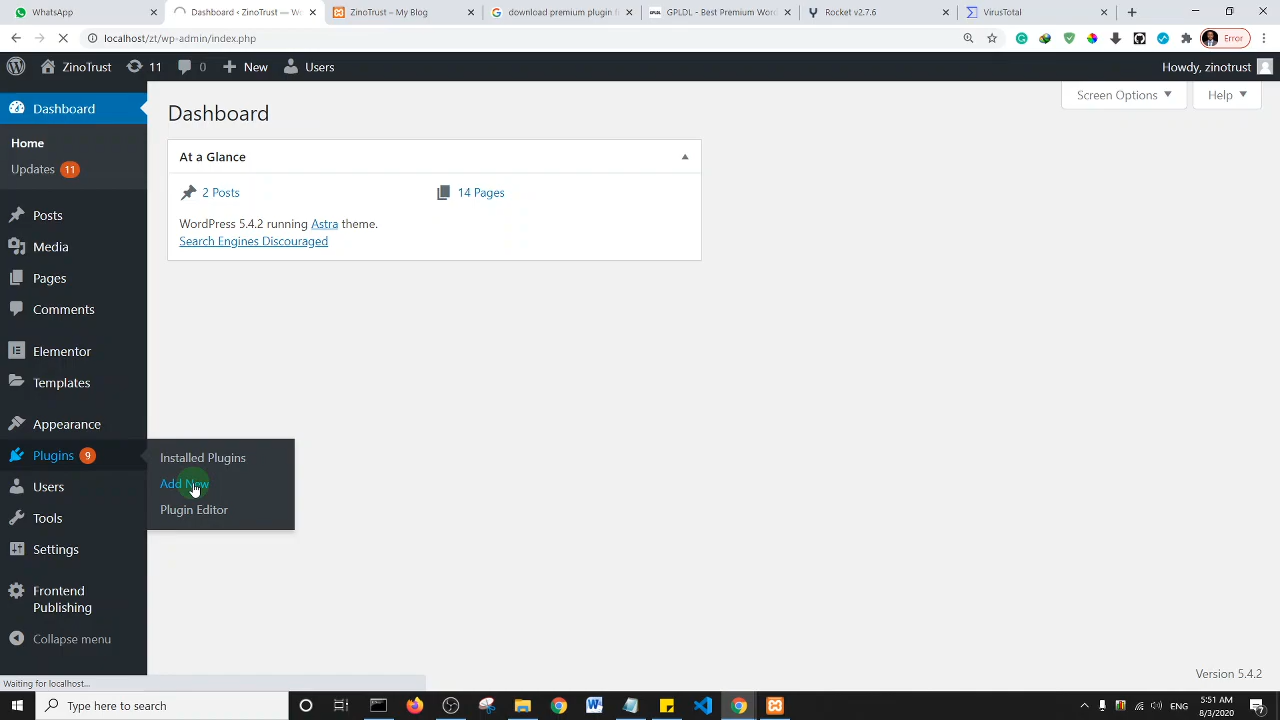 WhatsApp
Dashboard ‹ ZinoTrust — Wo
ZinoTrust – My Blog
download premium plugin f
GPLDL - Best Premium Word
Rocket v2.7.6
VirusTotal
localhost/zt/wp-admin/index.php
Error
ZinoTrust
11
0
New
Users
Howdy, zinotrust
Dashboard
Home
Updates 11
Posts
Media
Pages
Comments
Elementor
Templates
Appearance
Plugins 9
Users
Tools
Settings
Frontend
Publishing
Collapse menu
Installed Plugins
Add New
Plugin Editor
Screen Options
Help
Dashboard
At a Glance
2 Posts
14 Pages
WordPress 5.4.2 running Astra theme.
Search Engines Discouraged
Version 5.4.2
Waiting for localhost...
Type here to search
ENG
5:51 AM
8/3/2020